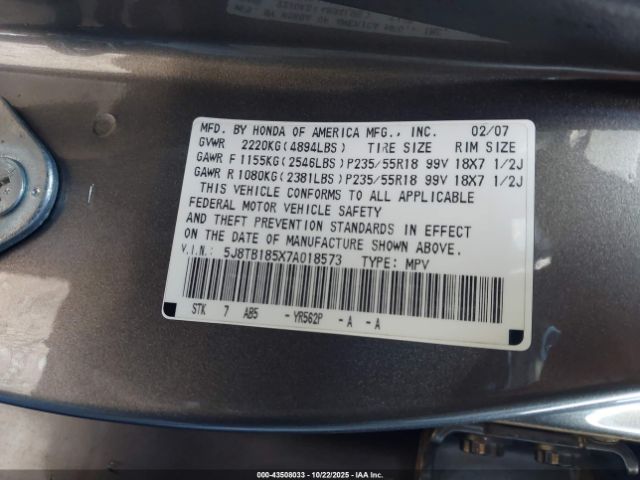 MFD. BY HONDA OF AMERICA MFG., INC. 02/07
GVWR 2220KG(4894LBS) TIRE SIZE RIM SIZE
GAWR F 1155KG(2546LBS)P235/55R18 99V 18X7 1/2J
GAWR R 1080KG(2381LBS)P235/55R18 99V 18X7 1/2J
THIS VEHICLE CONFORMS TO ALL APPLICABLE
FEDERAL MOTOR VEHICLE SAFETY
AND THEFT PREVENTION STANDARDS IN EFFECT
ON THE DATE OF MANUFACTURE SHOWN ABOVE.
V.I.N.: 5J8TB185X7A018573 TYPE: MPV
STK 7 AB5 - YR562P - A - A
000-43508033 - 10/22/2025 - IAAI.COM